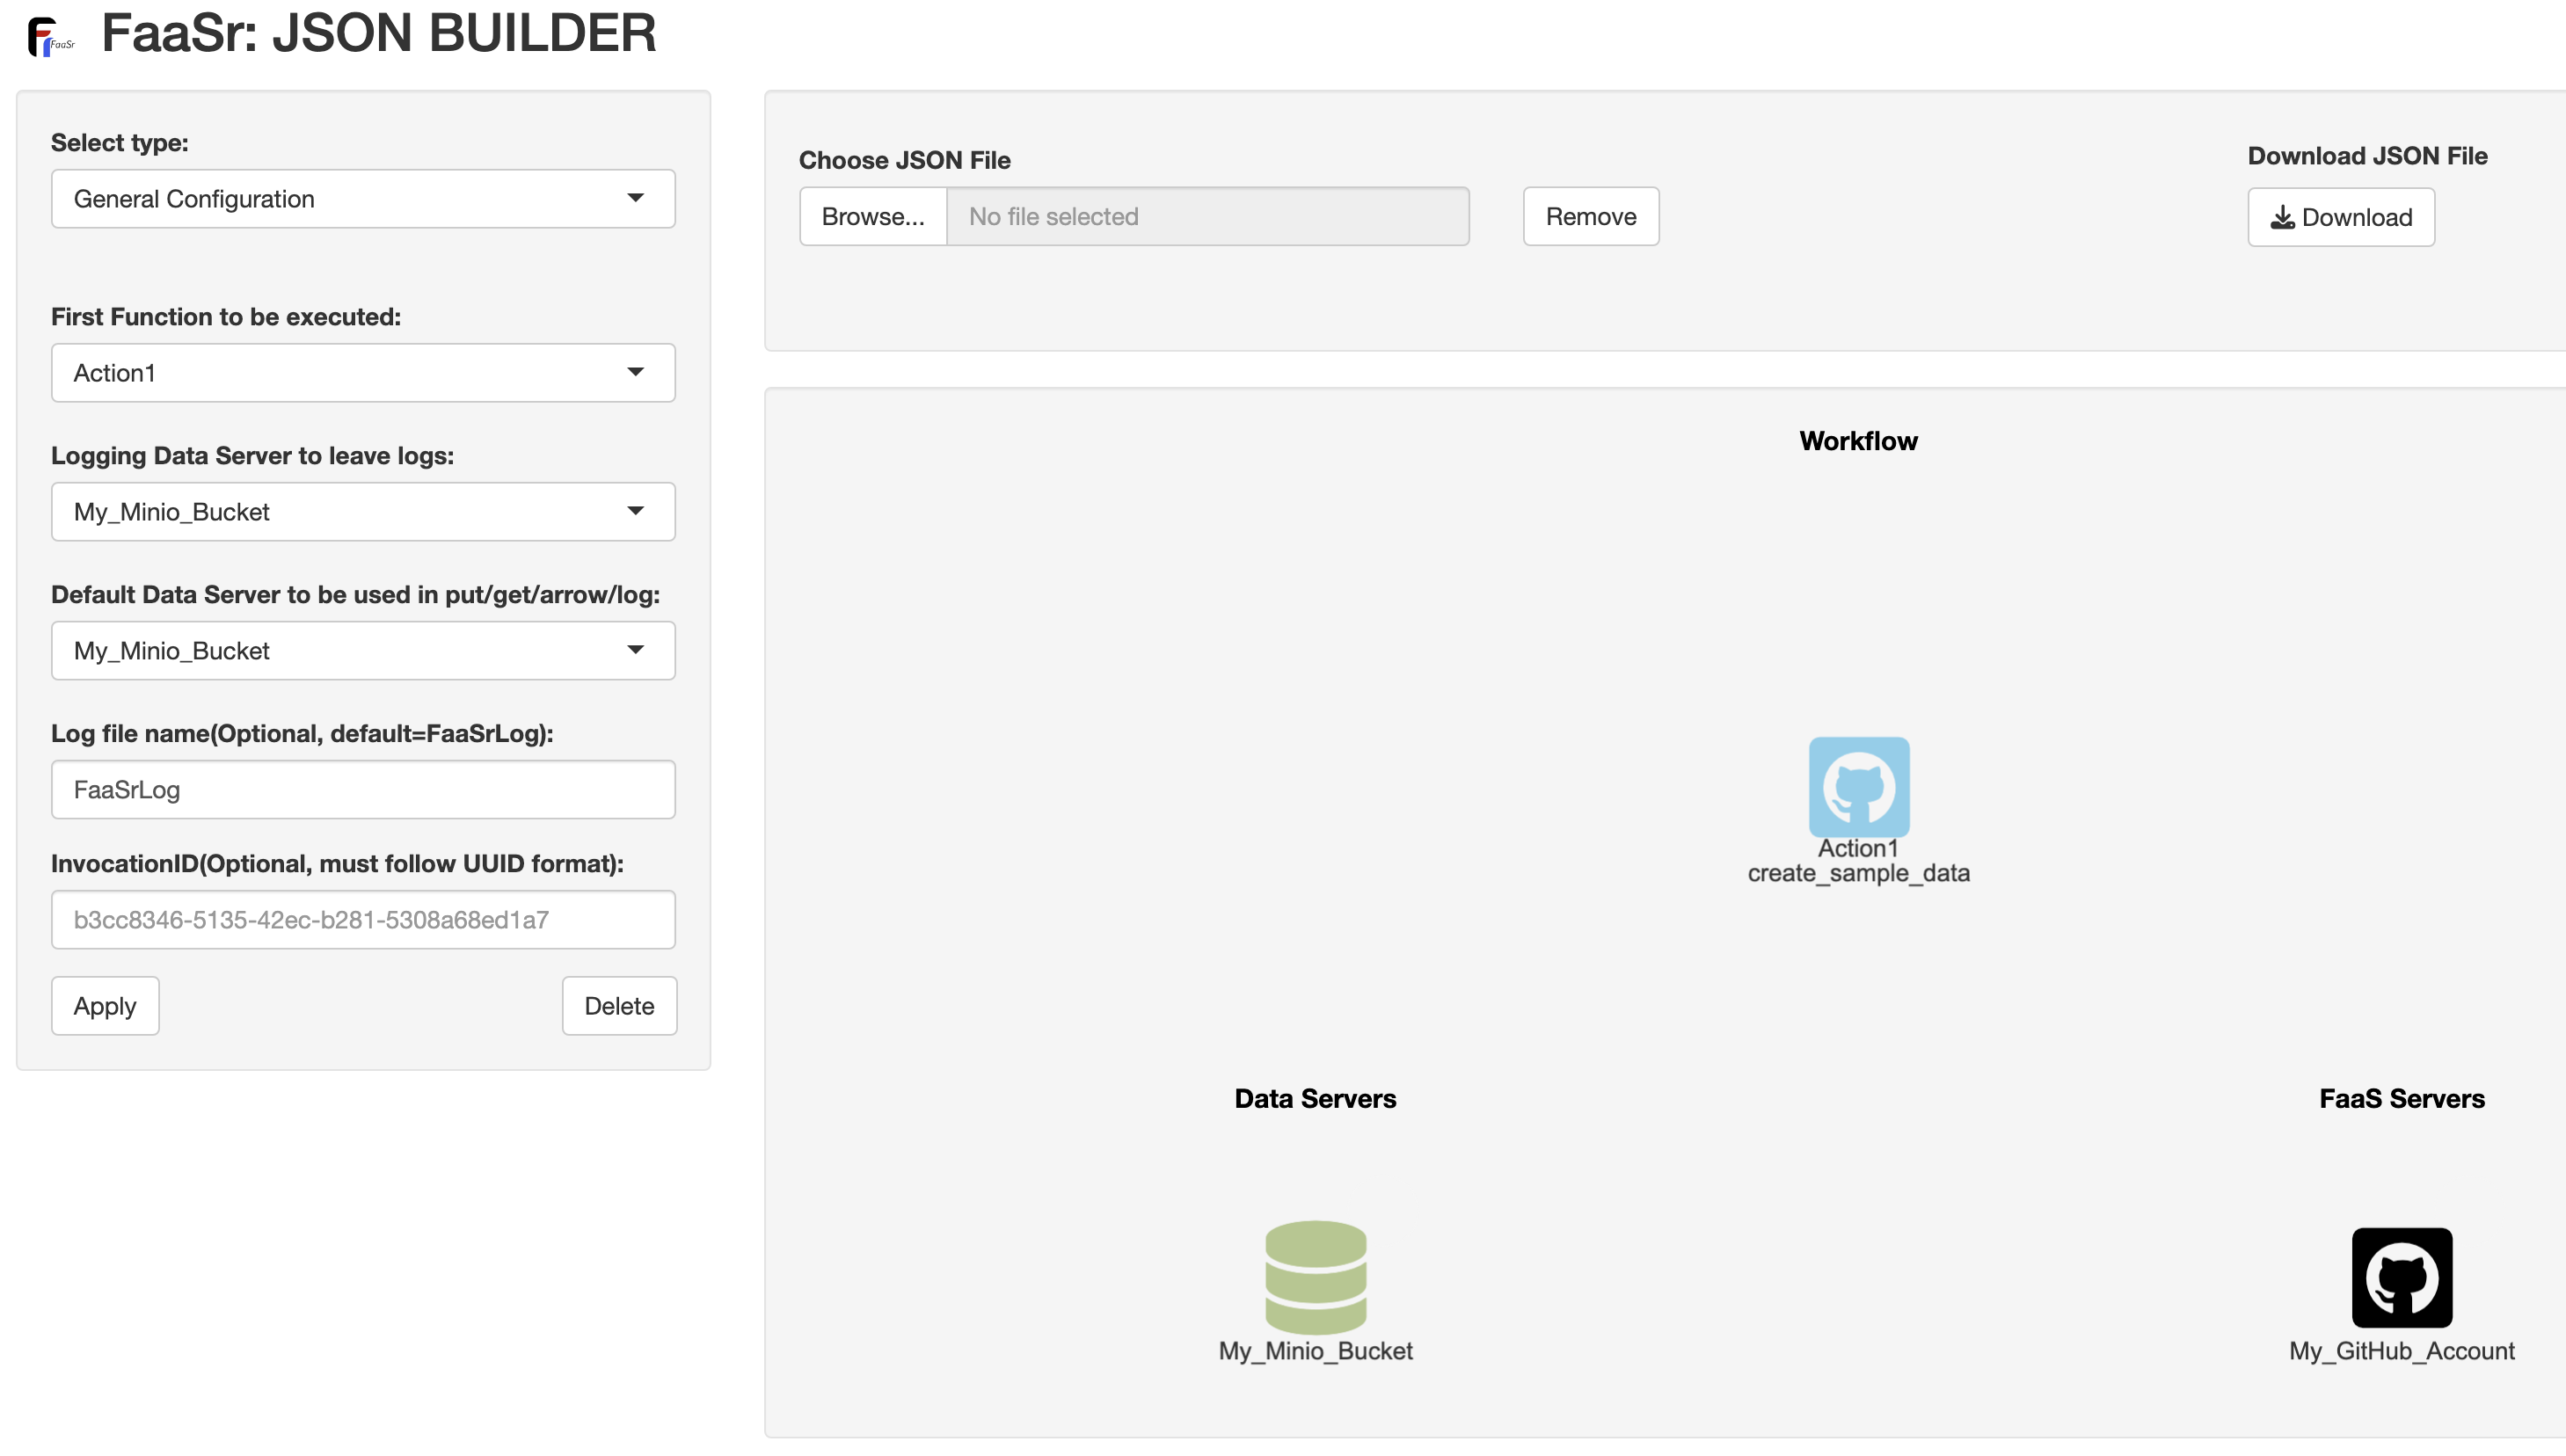 FaaSr
FaaSr: JSON BUILDER
Select type:
General Configuration
First Function to be executed:
Action1
Logging Data Server to leave logs:
My_Minio_Bucket
Default Data Server to be used in put/get/arrow/log:
My_Minio_Bucket
Log file name(Optional, default=FaaSrLog):
FaaSrLog
InvocationID(Optional, must follow UUID format):
b3cc8346-5135-42ec-b281-5308a68ed1a7
Apply
Delete
Choose JSON File
Browse...
No file selected
Remove
Download JSON File
Download
Workflow
Action1
create_sample_data
Data Servers
FaaS Servers
My_Minio_Bucket
My_GitHub_Account